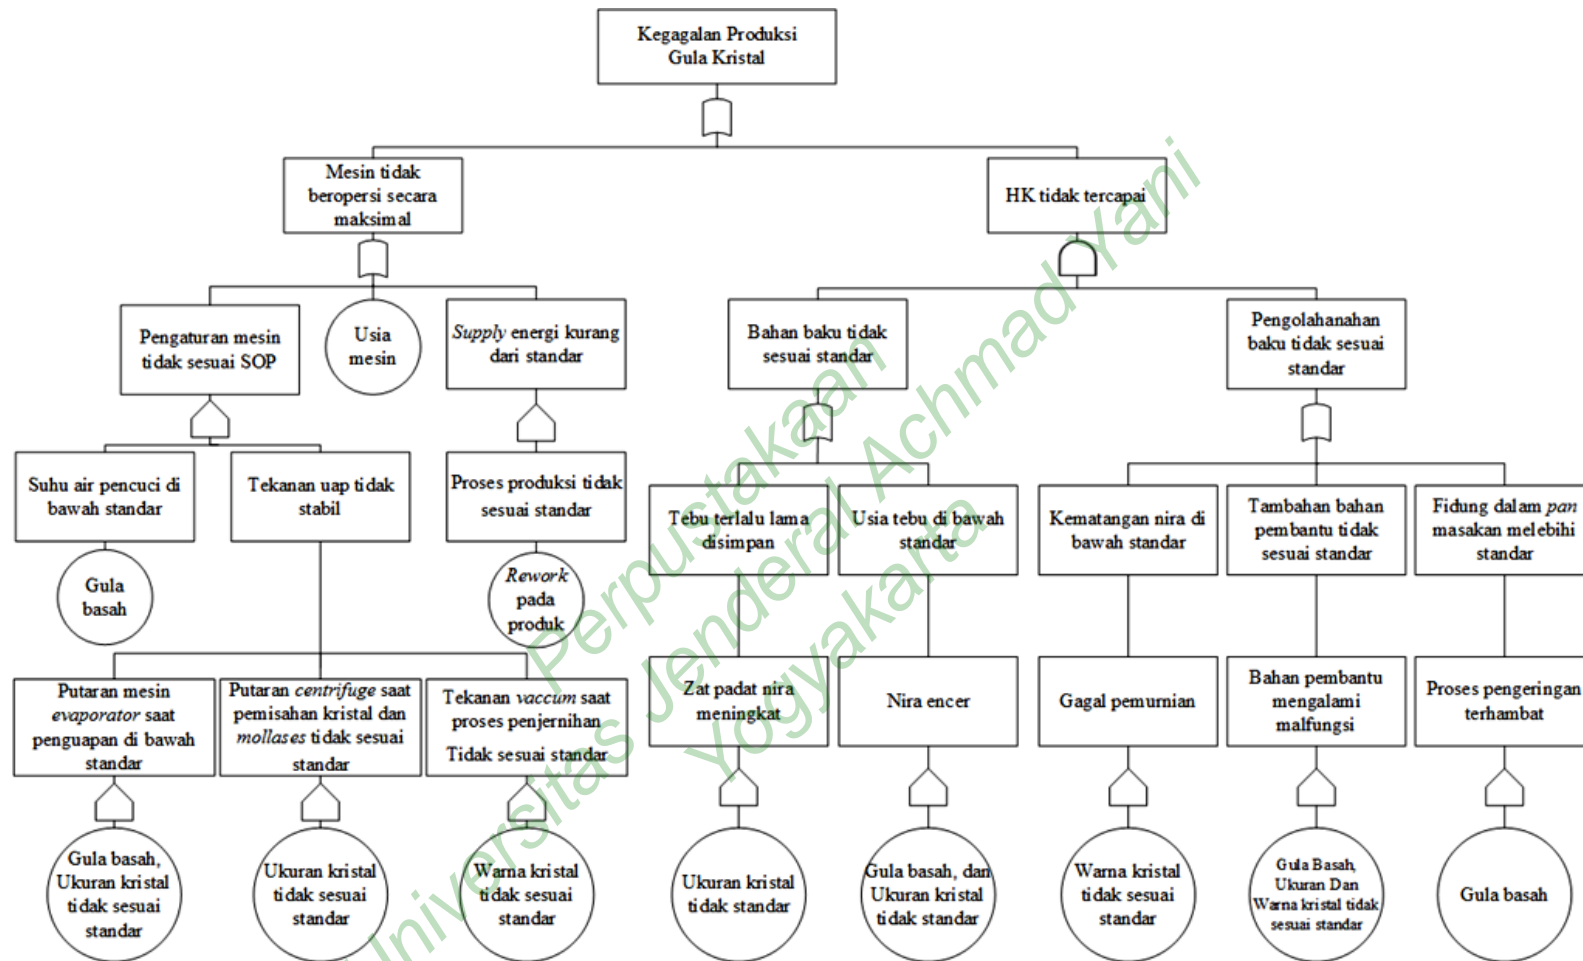 Kegagalan Produksi
Gula Kristal
Mesin tidak
beropersi secara
maksimal
HK tidak tercapai
Pengaturan mesin
tidak sesuai SOP
Usia
mesin
Supply energi kurang
dari standar
Bahan baku tidak
sesuai standar
Pengolahanahan
baku tidak sesuai
standar
Suhu air pencuci di
bawah standar
Tekanan uap tidak
stabil
Proses produksi tidak
sesuai standar
Tebu terlalu lama
disimpan
Usia tebu di bawah
standar
Kematangan nira di
bawah standar
Tambahan bahan
pembantu tidak
sesuai standar
Fidung dalam pan
masakan melebihi
standar
Gula
basah
Rework
pada
produk
Putaran mesin
evaporator saat
penguapan di bawah
standar
Putaran centrifuge saat
pemisahan kristal dan
mollases tidak sesuai
standar
Tekanan vaccum saat
proses penjernihan
Tidak sesuai standar
Zat padat nira
meningkat
Nira encer
Gagal pemurnian
Bahan pembantu
mengalami
malfungsi
Proses pengeringan
terhambat
Gula basah,
Ukuran kristal
tidak sesuai
standar
Ukuran kristal
tidak sesuai
standar
Warna kristal
tidak sesuai
standar
Ukuran kristal
tidak standar
Gula basah, dan
Ukuran kristal
tidak standar
Warna kristal
tidak sesuai
standar
Gula Basah,
Ukuran Dan
Warna kristal tidak
sesuai standar
Gula basah
Perpustakaan
Universitas Jenderal Achmad Yani
Yogyakarta